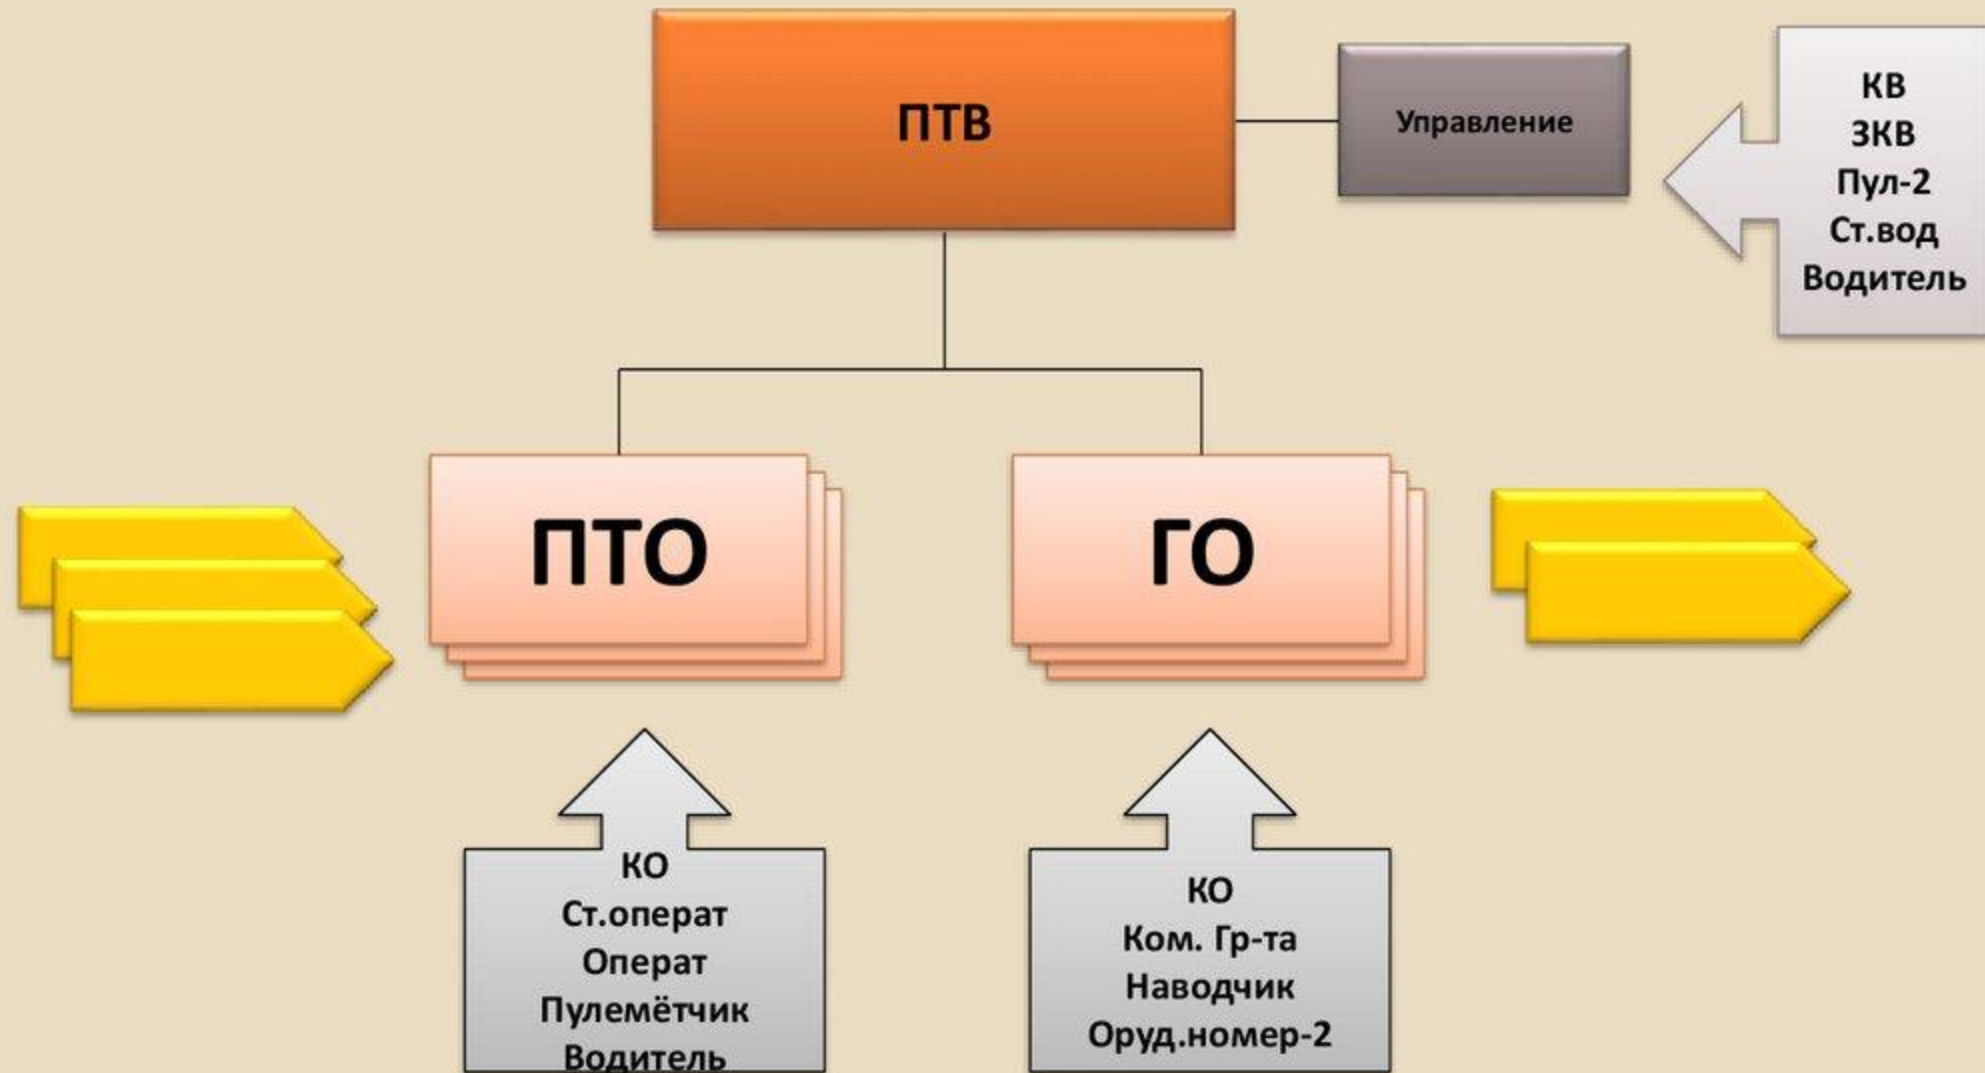 ПТВ
Управление
КВ
ЗКВ
Пул-2
Ст.вод
Водитель
ПТО
ГО
КО
Ст.операт
Операт
Пулемётчик
Водитель
КО
Ком. Гр-та
Наводчик
Оруд.номер-2